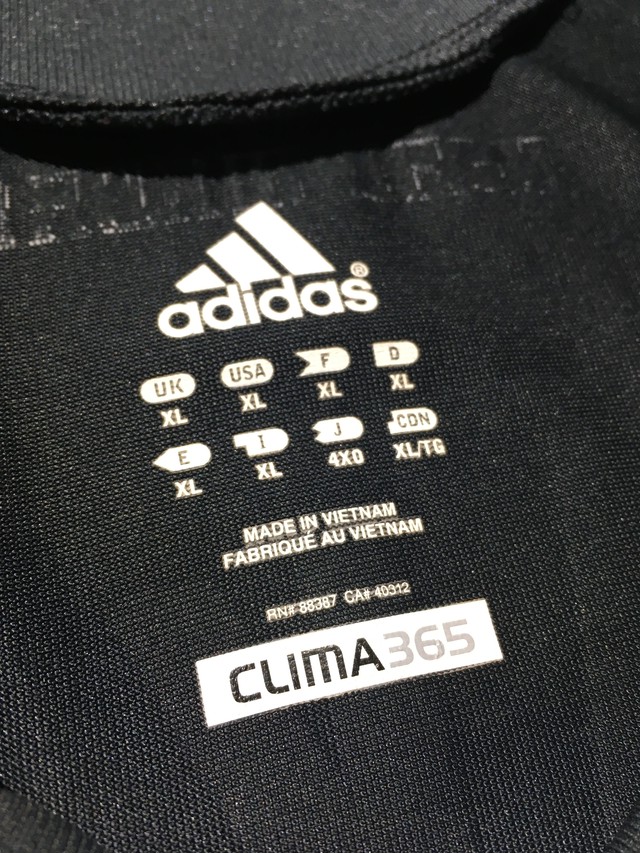 adidas®
UK USA F D
XL XL XL XL
E I J CDN
XL XL 4XO XL/TG
MADE IN VIETNAM
FABRIQUÉ AU VIETNAM
RN# 88387 CA# 40312
CLIMA365